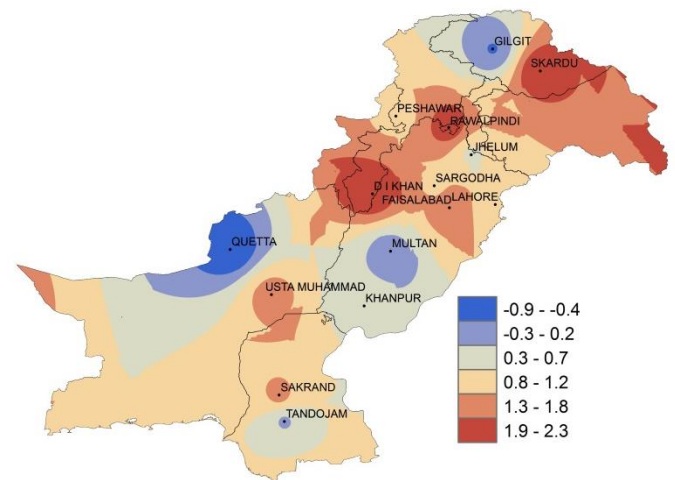 GILGIT
SKARDU
PESHAWAR
RAWALPINDI
JHELUM
SARGODHA
D I KHAN
FAISALABAD
LAHORE
QUETTA
MULTAN
USTA MUHAMMAD
KHANPUR
-0.9 - -0.4
-0.3 - 0.2
0.3 - 0.7
0.8 - 1.2
1.3 - 1.8
1.9 - 2.3
SAKRAND
TANDOJAM